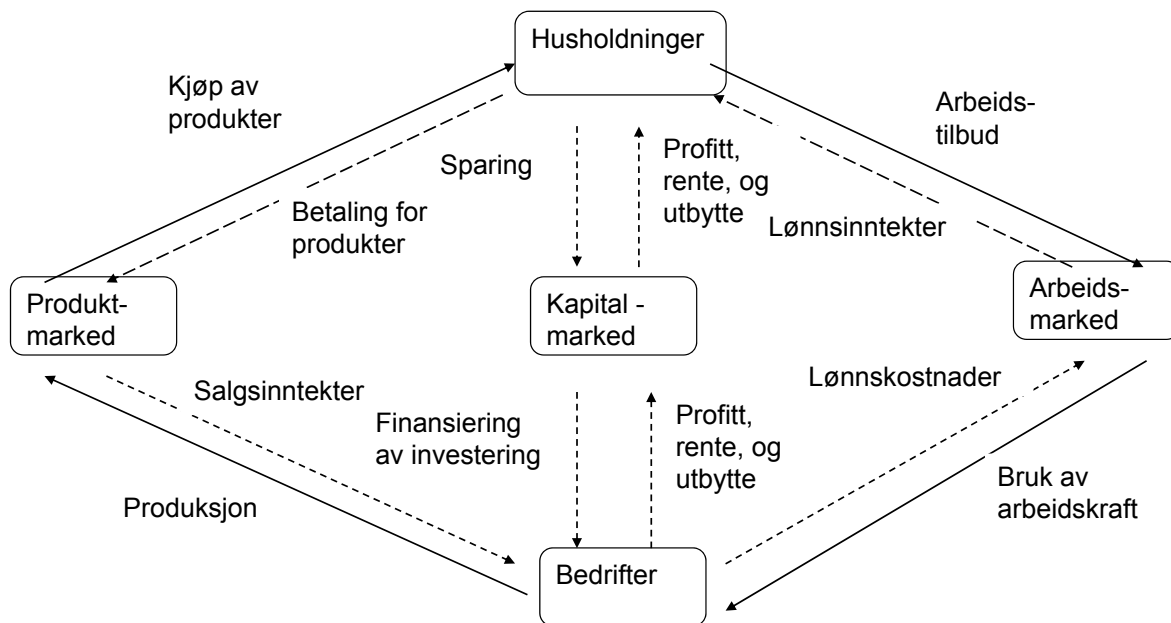 Husholdninger
Kjøp av
produkter
Arbeids-
tilbud
Sparing
Profitt,
rente, og
utbytte
Betaling for
produkter
Lønnsinntekter
Produkt-
marked
Kapital -
marked
Arbeids-
marked
Salgsinntekter
Lønnskostnader
Finansiering
av investering
Profitt,
rente, og
utbytte
Produksjon
Bruk av
arbeidskraft
Bedrifter